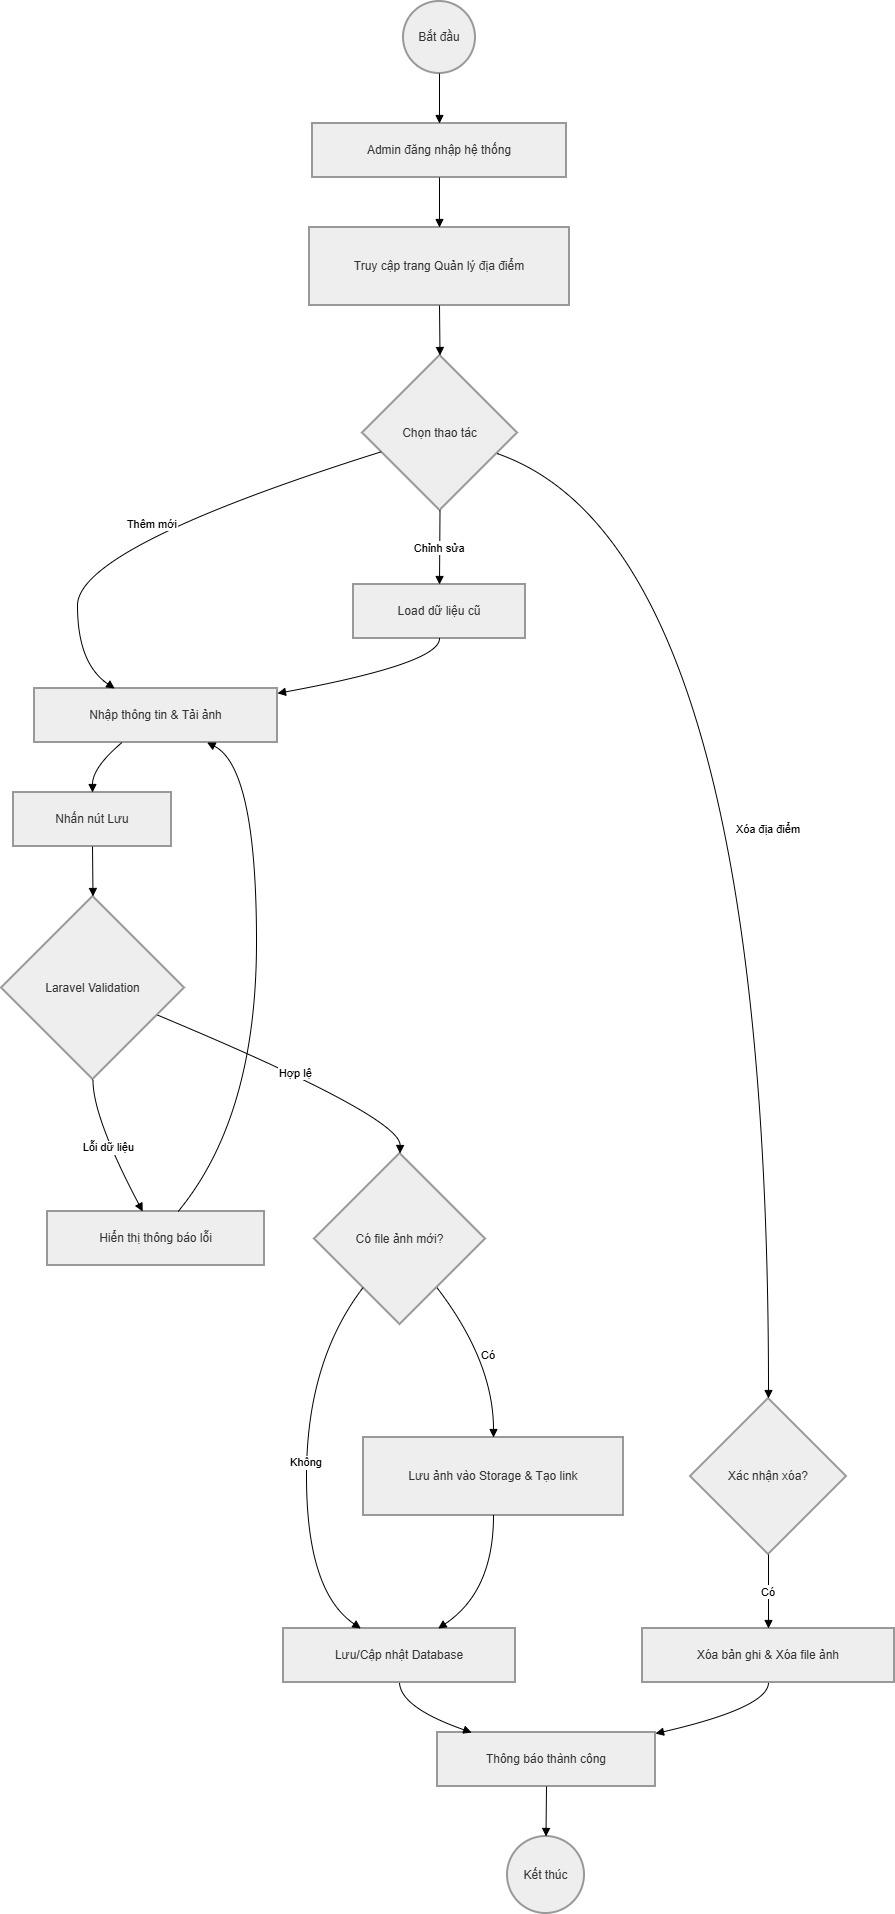 Bắt đầu
Admin đăng nhập hệ thống
Truy cập trang Quản lý địa điểm
Chọn thao tác
Thêm mới
Chỉnh sửa
Load dữ liệu cũ
Nhập thông tin & Tải ảnh
Nhấn nút Lưu
Xóa địa điểm
Laravel Validation
Hợp lệ
Lỗi dữ liệu
Hiển thị thông báo lỗi
Có file ảnh mới?
Có
Không
Lưu ảnh vào Storage & Tạo link
Xác nhận xóa?
Có
Lưu/Cập nhật Database
Xóa bản ghi & Xóa file ảnh
Thông báo thành công
Kết thúc